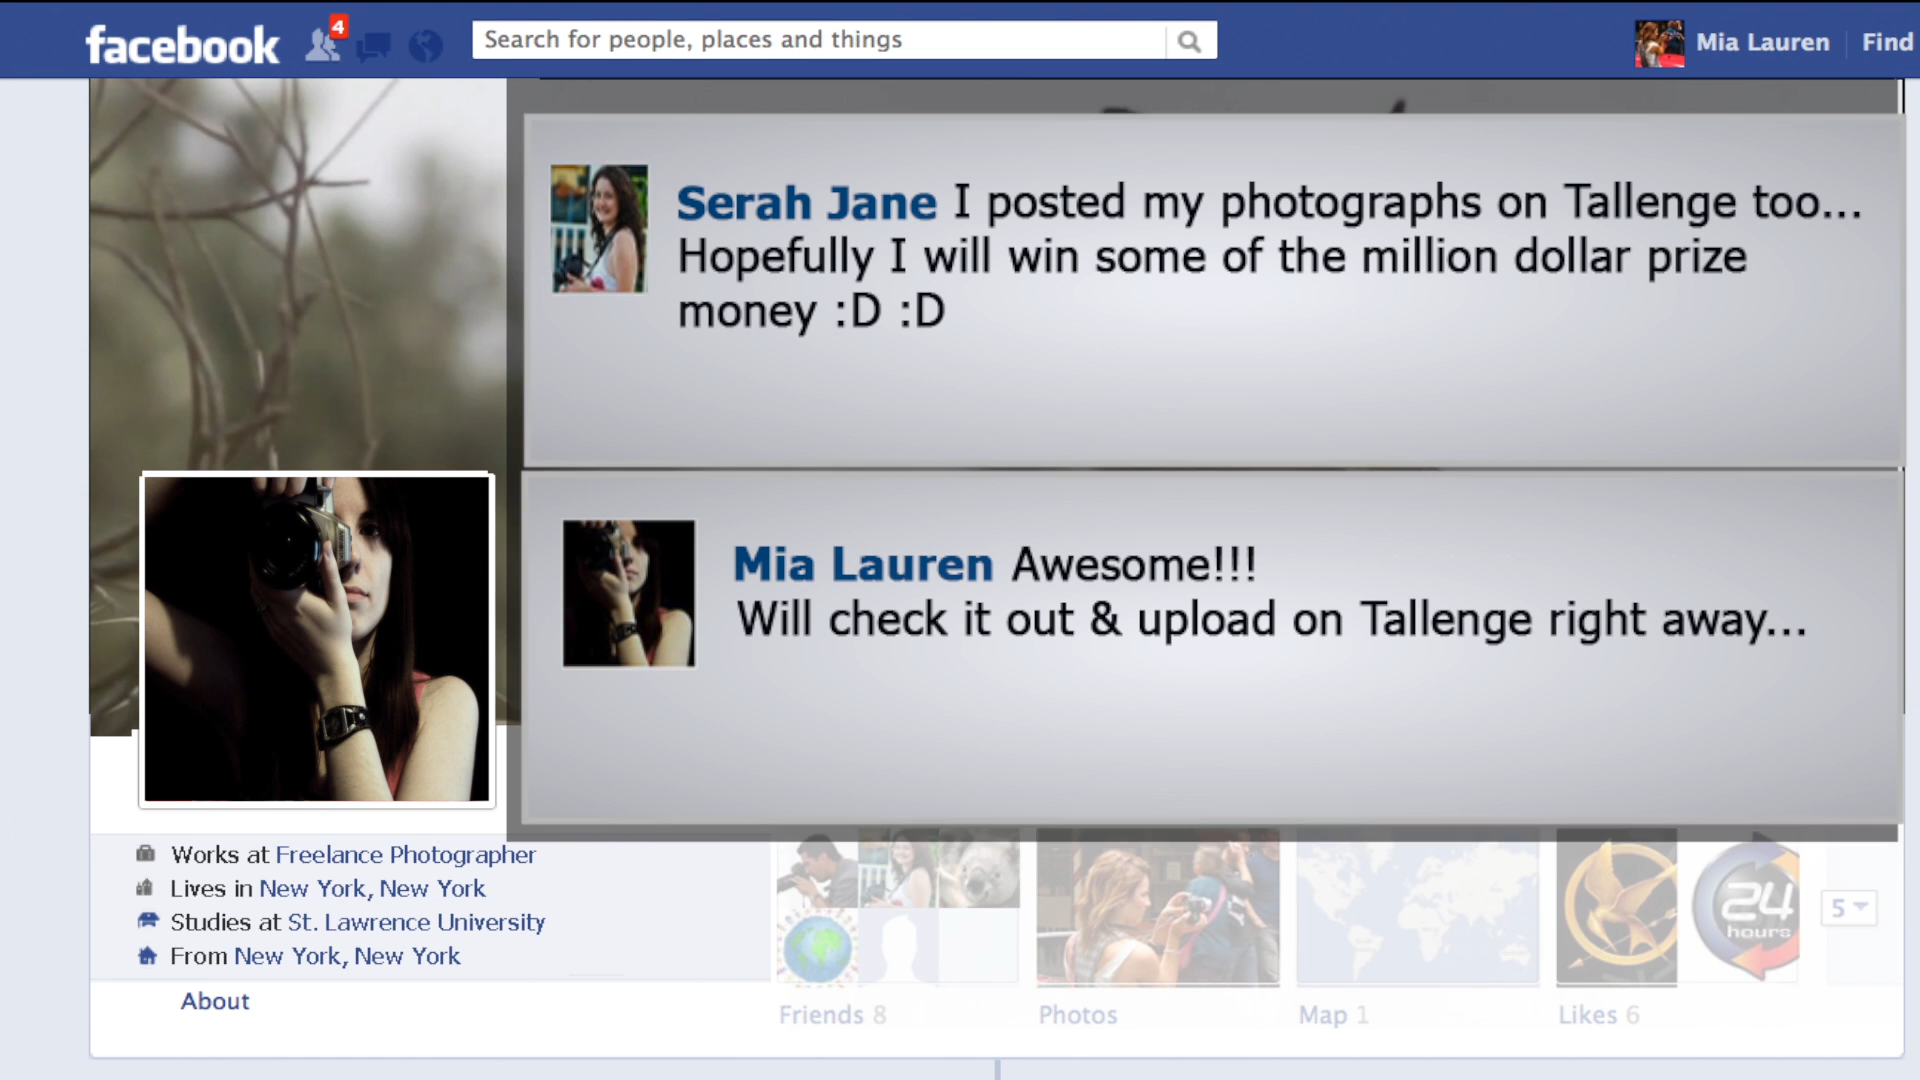 facebook
4
Search for people, places and things
Mia Lauren
Find
Serah Jane I posted my photographs on Tallenge too...
Hopefully I will win some of the million dollar prize
money :D :D
Mia Lauren Awesome!!!
Will check it out & upload on Tallenge right away...
Works at Freelance Photographer
Lives in New York, New York
Studies at St. Lawrence University
From New York, New York
About
24
hours
5
Friends 8
Photos
Map 1
Likes 6